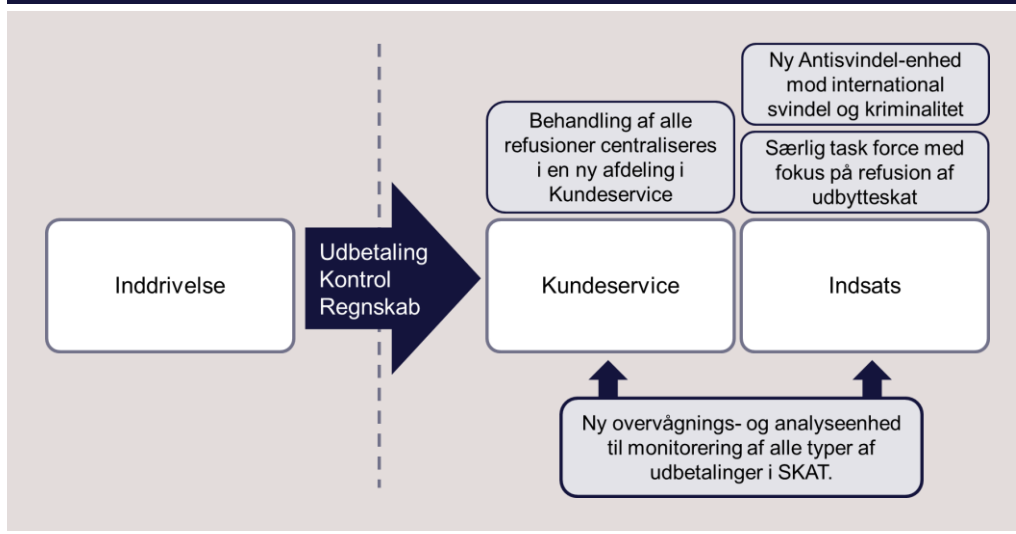 Inddrivelse
Udbetaling
Kontrol
Regnskab
Behandling af alle
refusioner centraliseres
i en ny afdeling i
Kundeservice
Kundeservice
Ny Antisvindel-enhed
mod international
svindel og kriminalitet
Særlig task force med
fokus på refusion af
udbytteskat
Indsats
Ny overvågnings- og analyseenhed
til monitorering af alle typer af
udbetalinger i SKAT.